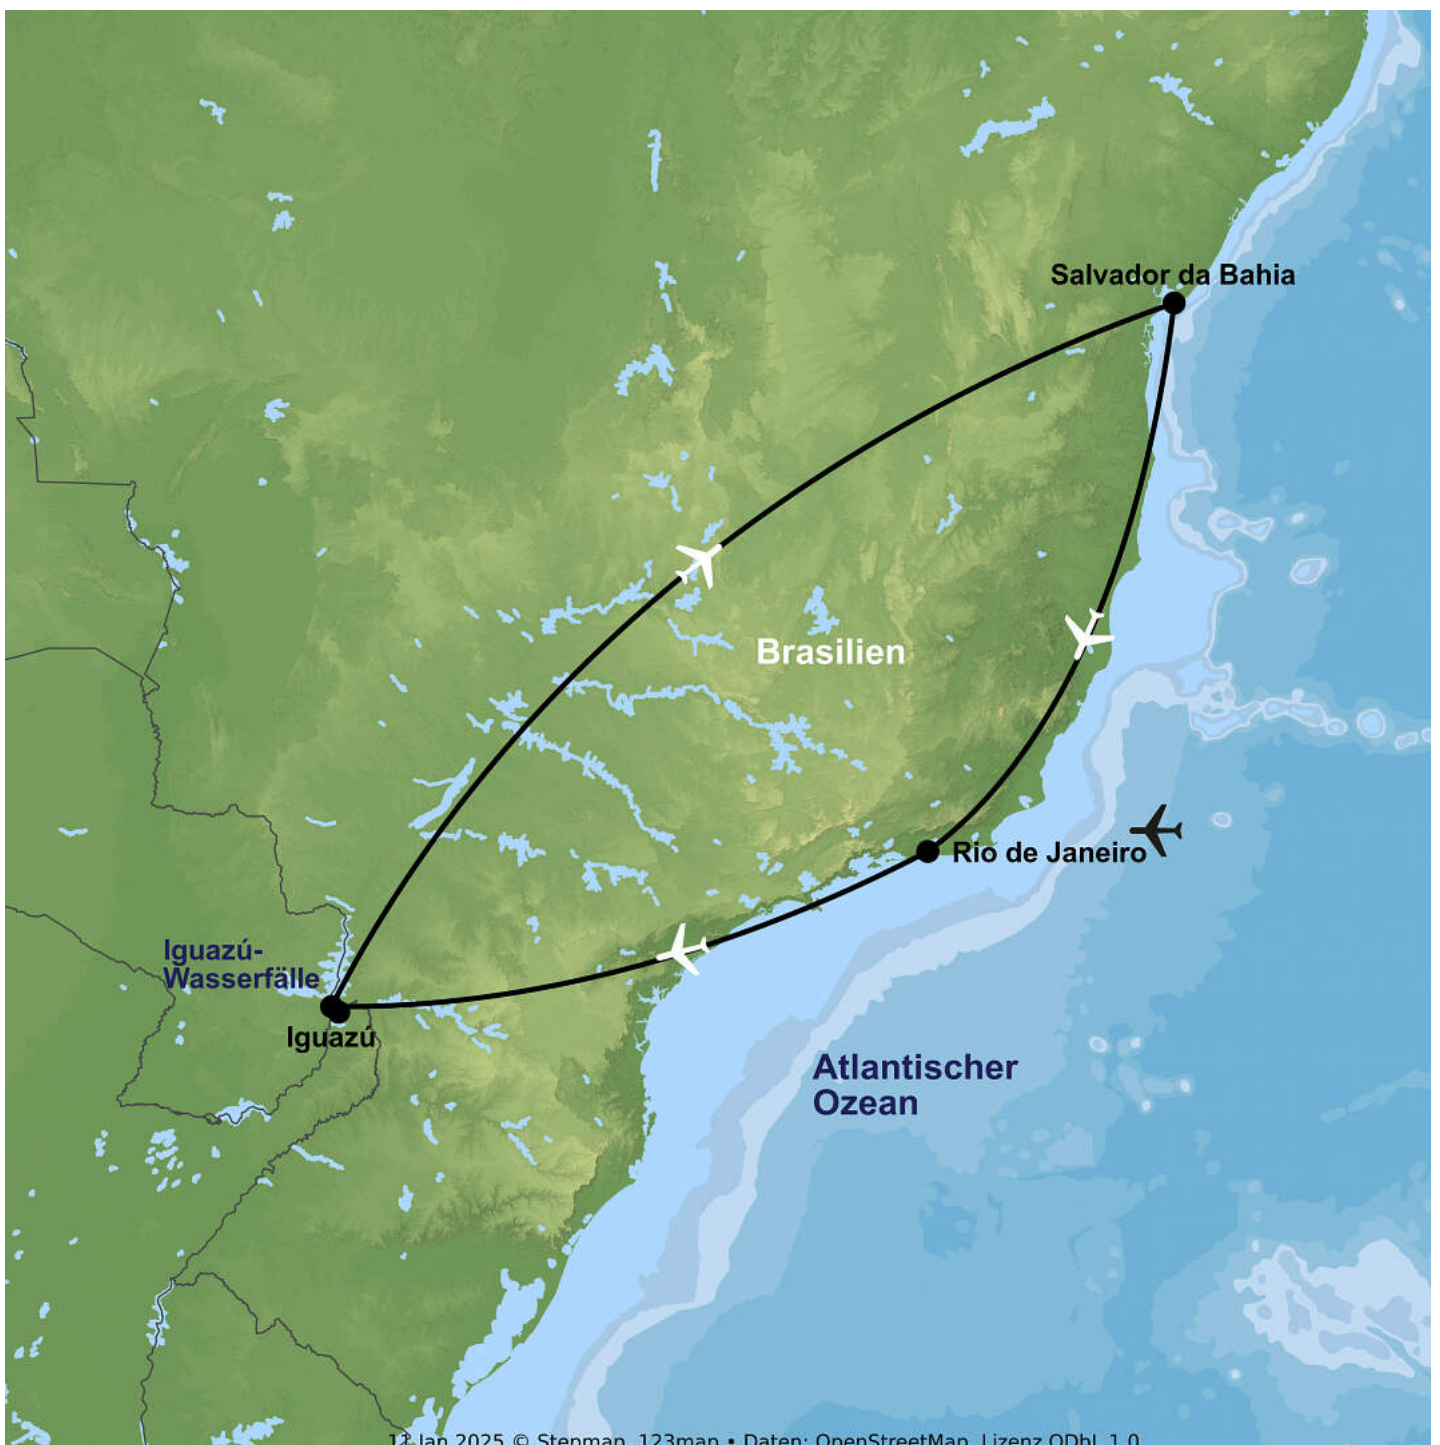 Salvador da Bahia
Brasilien
Rio de Janeiro
Iguazú-
Wasserfälle
Iguazú
Atlantischer
Ozean
11 Jan 2025 © Stepmap, 123map • Daten: OpenStreetMap, Lizenz ODbL 1.0